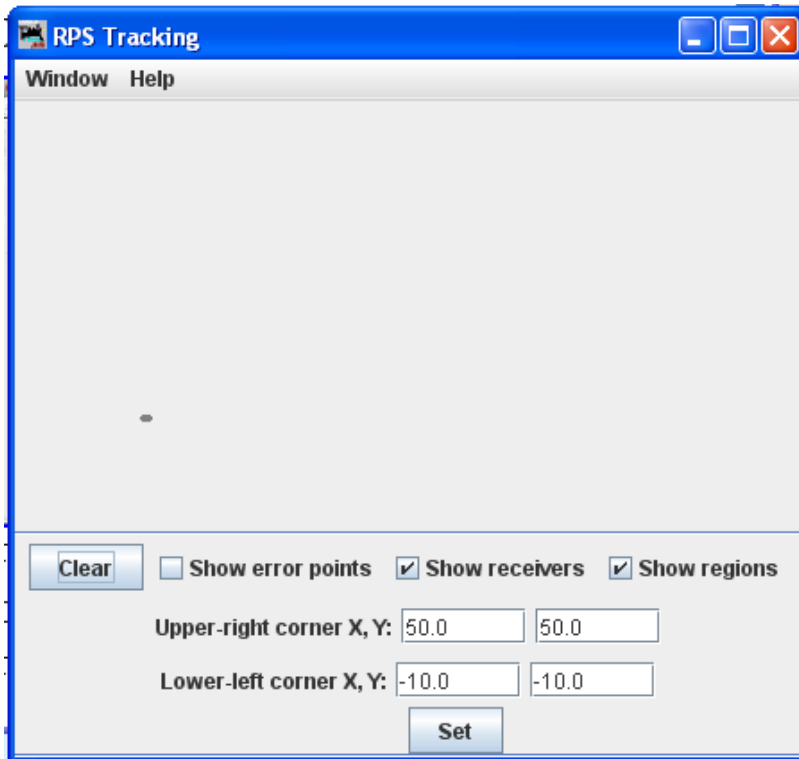 RPS Tracking
Window Help
Clear Show error points Show receivers Show regions
Upper-right corner X, Y: 50.0 50.0
Lower-left corner X, Y: -10.0 -10.0
Set